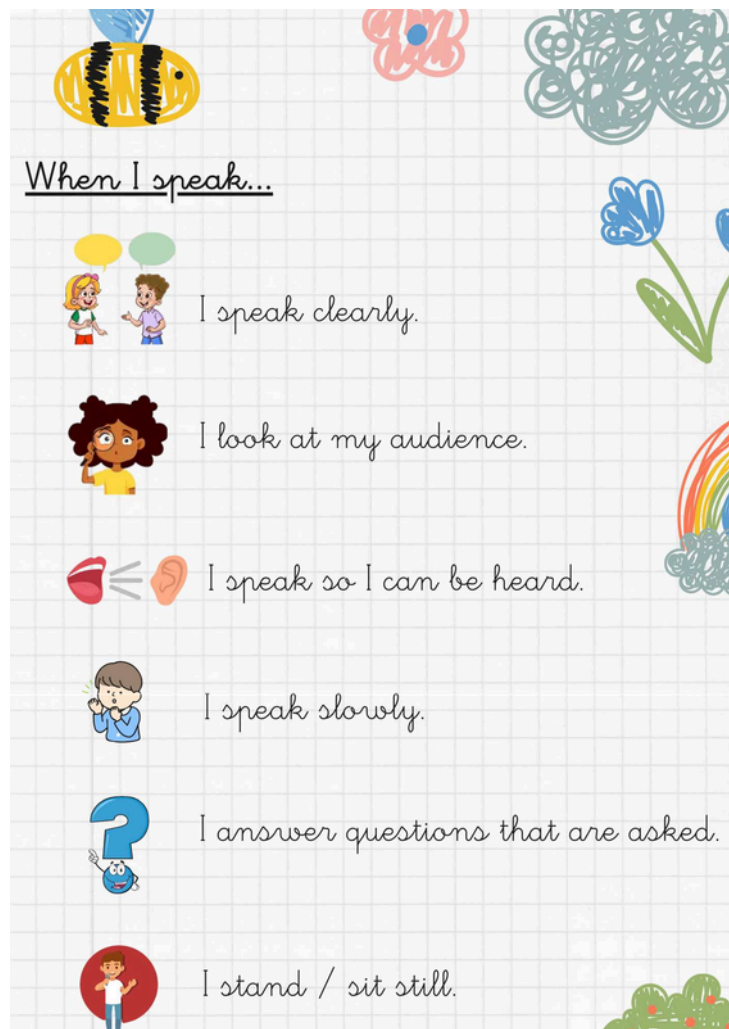 When I speak...
I speak clearly.
I look at my audience.
I speak so I can be heard.
I speak slowly.
I answer questions that are asked.
I stand / sit still.